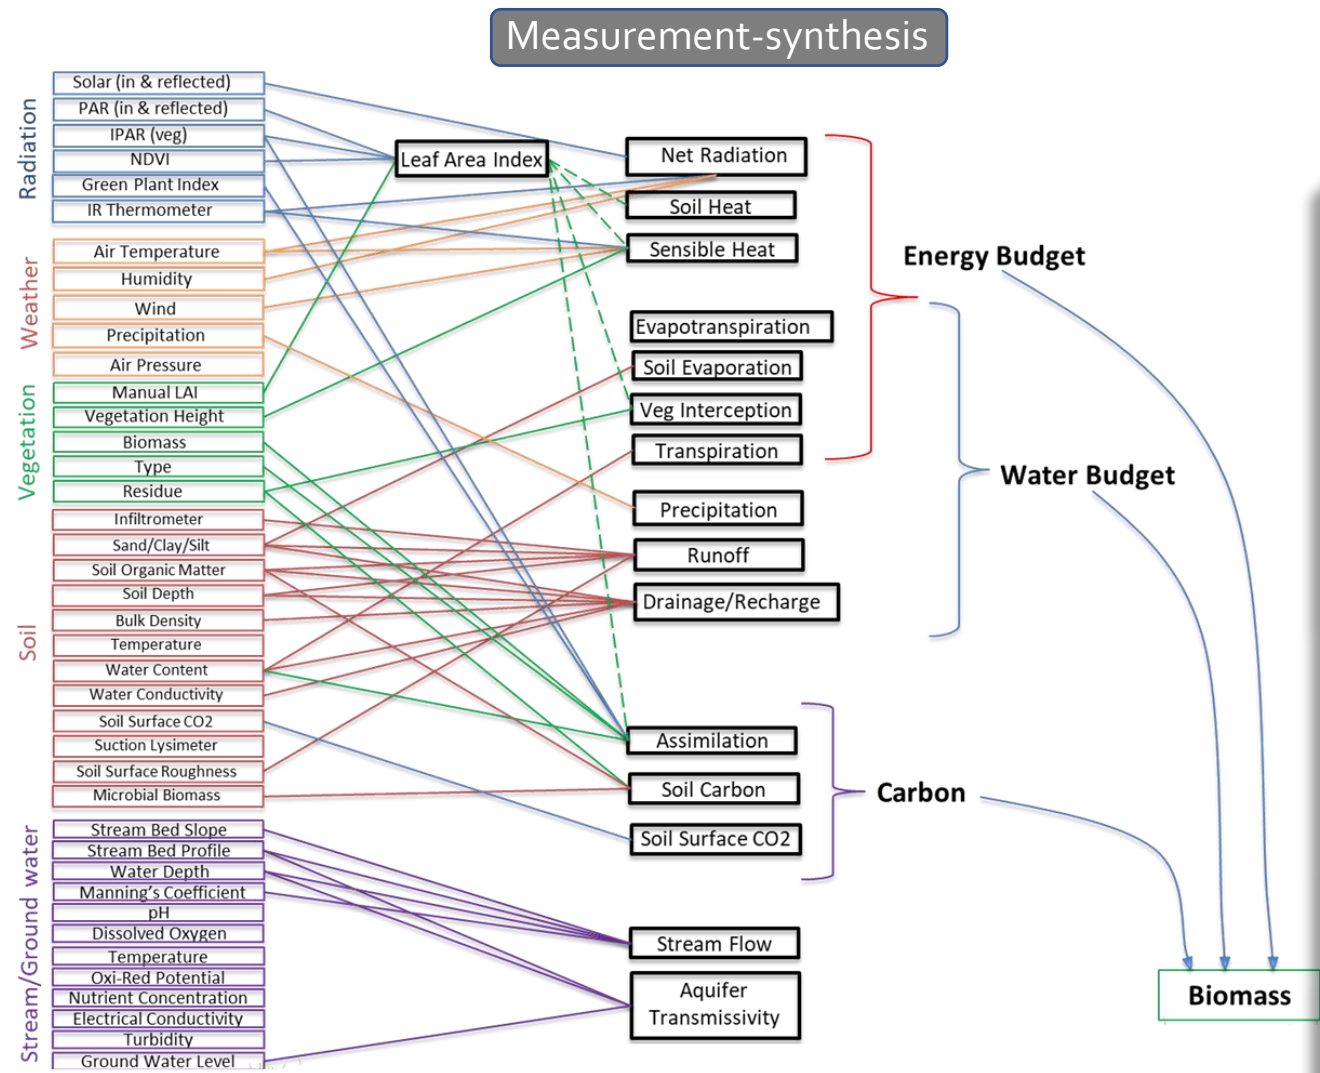 Measurement-synthesis
Radiation
Solar (in & reflected)
PAR (in & reflected)
IPAR (veg)
NDVI
Green Plant Index
IR Thermometer
Weather
Air Temperature
Humidity
Wind
Precipitation
Air Pressure
Vegetation
Manual LAI
Vegetation Height
Biomass
Type
Residue
Soil
Infiltrometer
Sand/Clay/Silt
Soil Organic Matter
Soil Depth
Bulk Density
Temperature
Water Content
Water Conductivity
Soil Surface CO2
Suction Lysimeter
Soil Surface Roughness
Microbial Biomass
Stream/Ground water
Stream Bed Slope
Stream Bed Profile
Water Depth
Manning's Coefficient
pH
Dissolved Oxygen
Temperature
Oxi-Red Potential
Nutrient Concentration
Electrical Conductivity
Turbidity
Ground Water Level
Leaf Area Index
Net Radiation
Soil Heat
Sensible Heat
Evapotranspiration
Soil Evaporation
Veg Interception
Transpiration
Precipitation
Runoff
Drainage/Recharge
Assimilation
Soil Carbon
Soil Surface CO2
Stream Flow
Aquifer
Transmissivity
Energy Budget
Water Budget
Carbon
Biomass